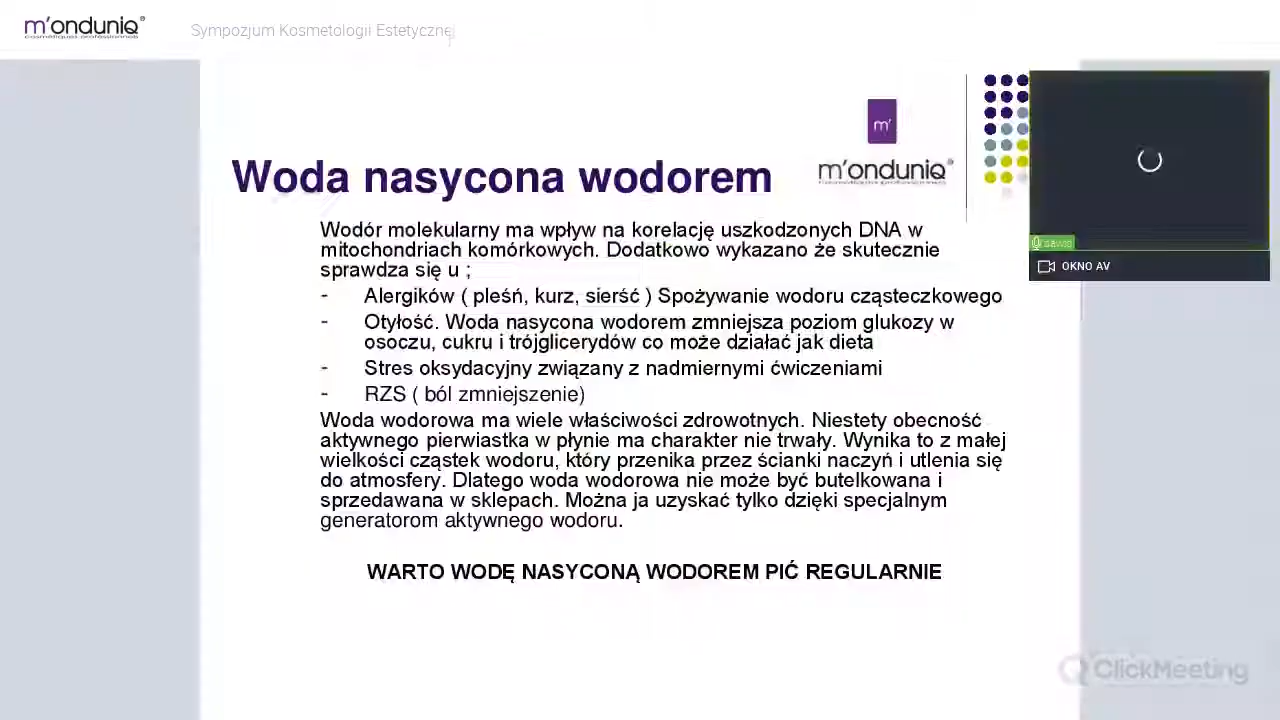 m'onduniq®
cosmétiques professionnels
Sympozjum Kosmetologii Estetycznej
m'
m'onduniq®
Woda nasycona wodorem
Wodór molekularny ma wpływ na korelację uszkodzonych DNA w
mitochondriach komórkowych. Dodatkowo wykazano że skutecznie
sprawdza się u ;
- Alergików ( pleśń, kurz, sierść ) Spożywanie wodoru cząsteczkowego
- Otyłość. Woda nasycona wodorem zmniejsza poziom glukozy w
osoczu, cukru i trójglicerydów co może działać jak dieta
- Stres oksydacyjny związany z nadmiernymi ćwiczeniami
- RZS ( ból zmniejszenie)
Woda wodorowa ma wiele właściwości zdrowotnych. Niestety obecność
aktywnego pierwiastka w płynie ma charakter nie trwały. Wynika to z małej
wielkości cząstek wodoru, który przenika przez ścianki naczyń i utlenia się
do atmosfery. Dlatego woda wodorowa nie może być butelkowana i
sprzedawana w sklepach. Można ja uzyskać tylko dzięki specjalnym
generatorom aktywnego wodoru.
WARTO WODĘ NASYCONĄ WODOREM PIĆ REGULARNIE
OKNO AV
ClickMeeting